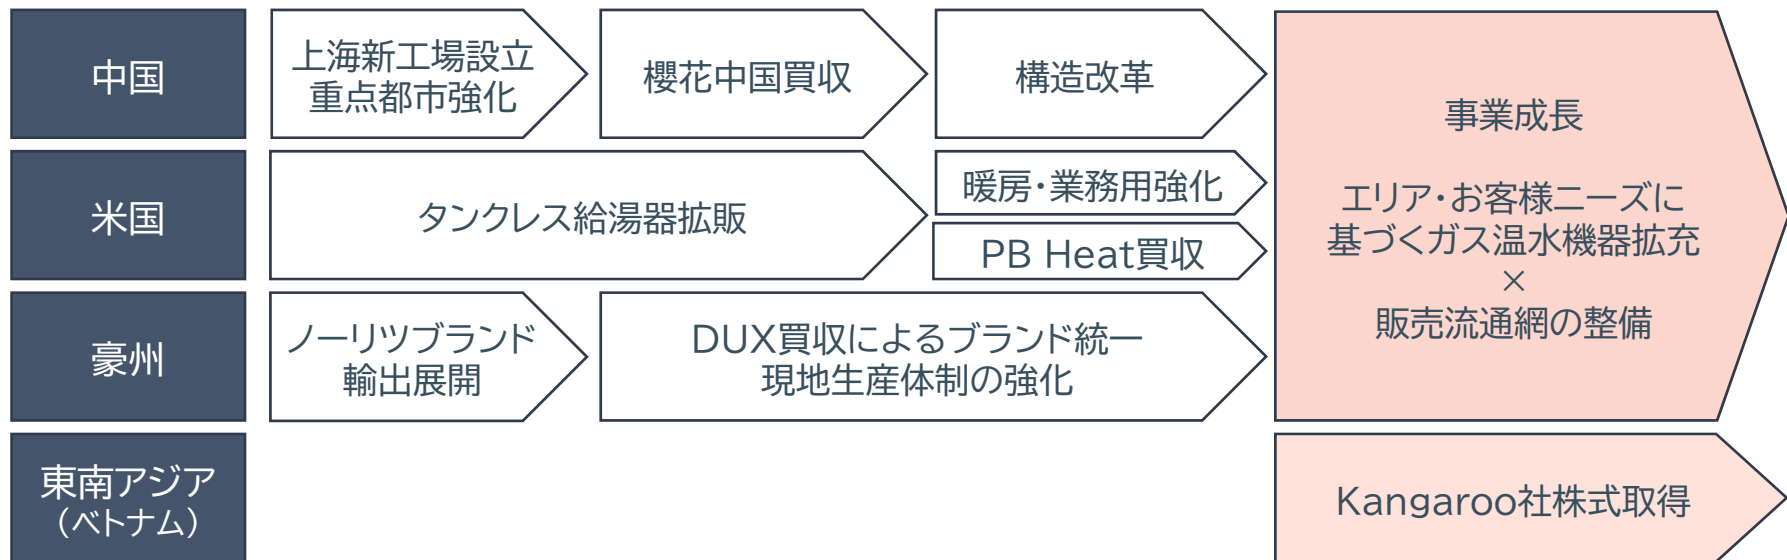 中国
上海新工場設立
重点都市強化
櫻花中国買収
構造改革
米国
タンクレス給湯器拡販
暖房・業務用強化
PB Heat買収
豪州
ノーリツブランド
輸出展開
DUX買収によるブランド統一
現地生産体制の強化
事業成長
エリア・お客様ニーズに
基づくガス温水機器拡充
×
販売流通網の整備
東南アジア
（ベトナム）
Kangaroo社株式取得